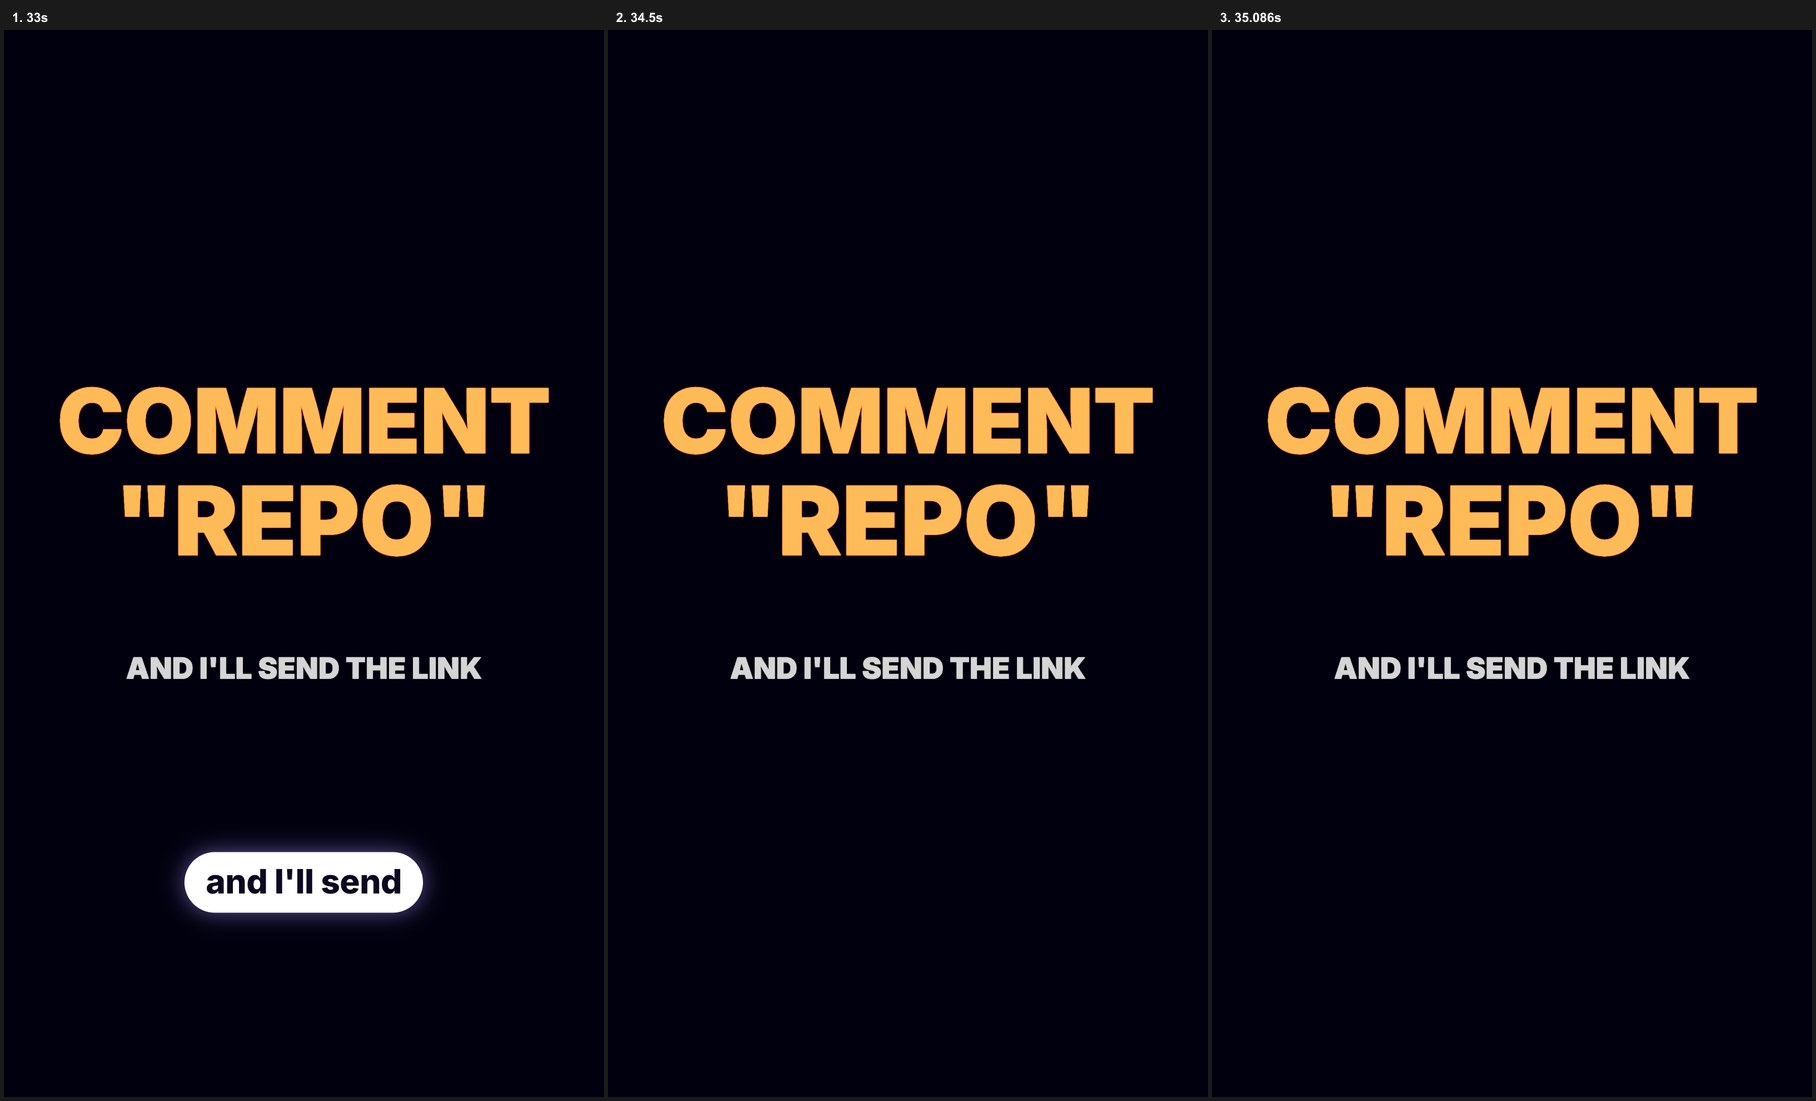 1. 33s
COMMENT
"REPO"
AND I'LL SEND THE LINK
and I'll send
2. 34.5s
COMMENT
"REPO"
AND I'LL SEND THE LINK
3. 35.086s
COMMENT
"REPO"
AND I'LL SEND THE LINK